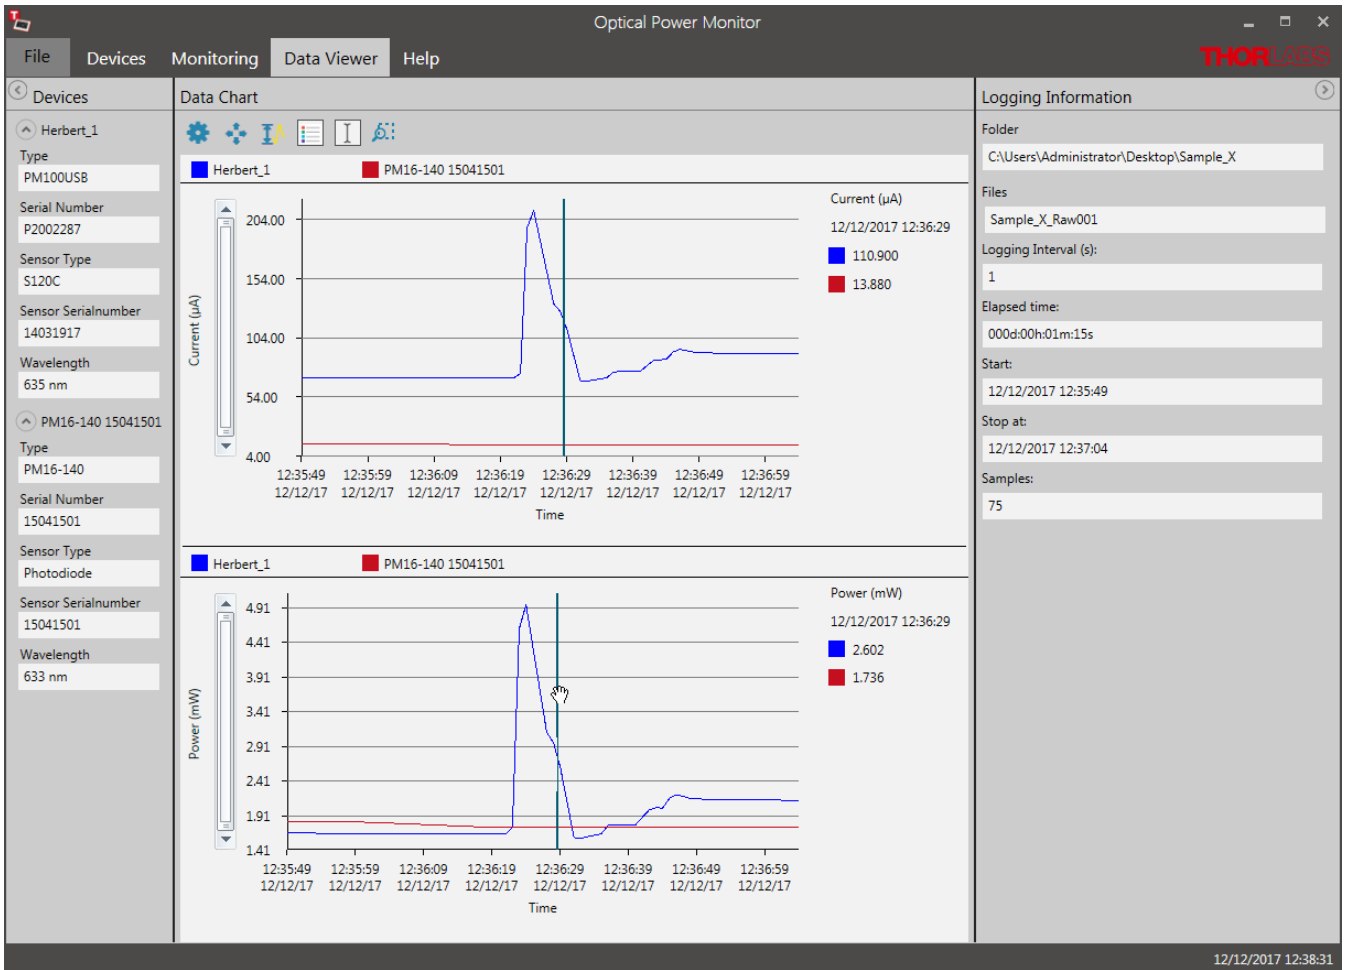 Optical Power Monitor
File Devices Monitoring Data Viewer Help
THORLABS
Devices
Herbert_1
Type
PM100USB
Serial Number
P2002287
Sensor Type
S120C
Sensor Serialnumber
14031917
Wavelength
635 nm
PM16-140 15041501
Type
PM16-140
Serial Number
15041501
Sensor Type
Photodiode
Sensor Serialnumber
15041501
Wavelength
633 nm
Data Chart
Herbert_1 PM16-140 15041501
Current (µA)
204.00
154.00
104.00
54.00
4.00
12:35:49 12:35:59 12:36:09 12:36:19 12:36:29 12:36:39 12:36:49 12:36:59
12/12/17 12/12/17 12/12/17 12/12/17 12/12/17 12/12/17 12/12/17 12/12/17
Time
Current (µA)
12/12/2017 12:36:29
110.900
13.880
Herbert_1 PM16-140 15041501
Power (mW)
4.91
4.41
3.91
3.41
2.91
2.41
1.91
1.41
12:35:49 12:35:59 12:36:09 12:36:19 12:36:29 12:36:39 12:36:49 12:36:59
12/12/17 12/12/17 12/12/17 12/12/17 12/12/17 12/12/17 12/12/17 12/12/17
Time
Power (mW)
12/12/2017 12:36:29
2.602
1.736
Logging Information
Folder
C:\Users\Administrator\Desktop\Sample_X
Files
Sample_X_Raw001
Logging Interval (s):
1
Elapsed time:
000d:00h:01m:15s
Start:
12/12/2017 12:35:49
Stop at:
12/12/2017 12:37:04
Samples:
75
12/12/2017 12:38:31